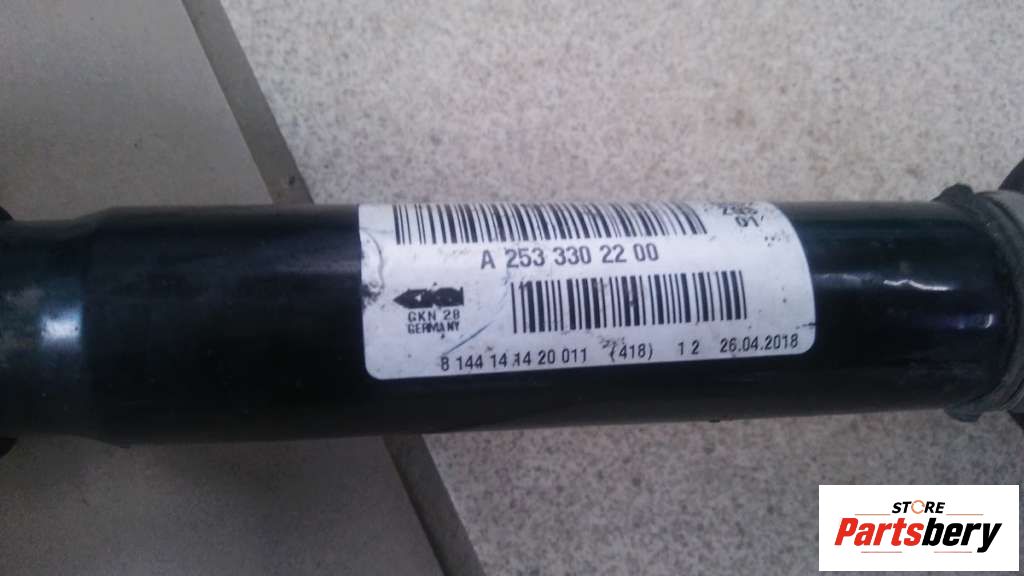 A 253 330 22 00
GKN
GKN 28
GERMANY
8 144 14 14 20 011 (418) 1 2 26.04.2018
STORE
Partsbery